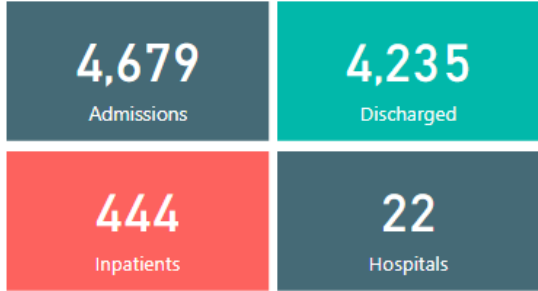 4,679
Admissions
4,235
Discharged
444
Inpatients
22
Hospitals